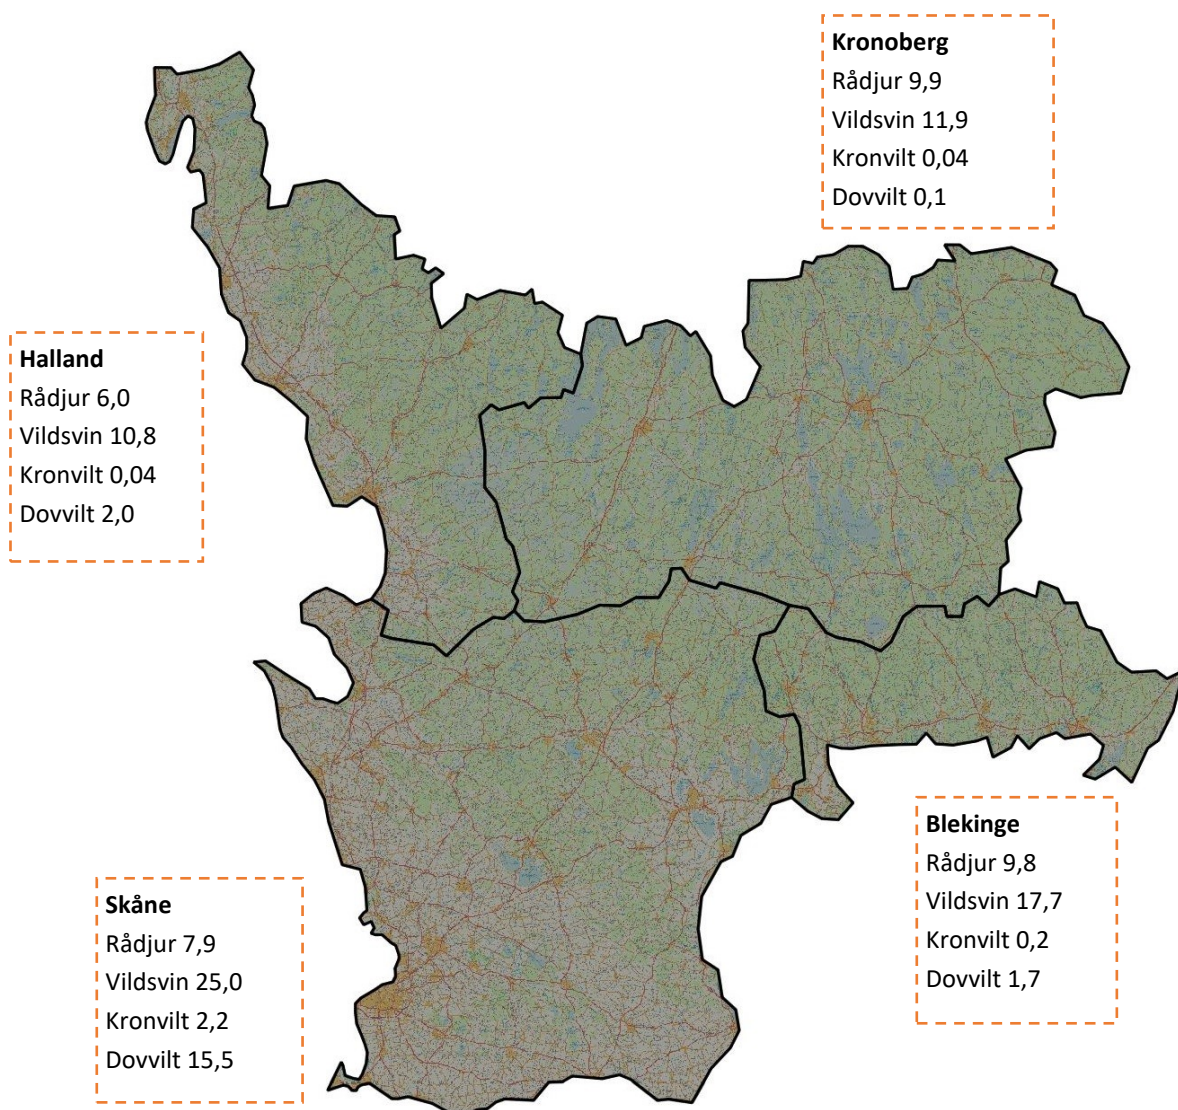 Kronoberg
Rådjur 9,9
Vildsvin 11,9
Kronvilt 0,04
Dovvilt 0,1
Halland
Rådjur 6,0
Vildsvin 10,8
Kronvilt 0,04
Dovvilt 2,0
Blekinge
Rådjur 9,8
Vildsvin 17,7
Kronvilt 0,2
Dovvilt 1,7
Skåne
Rådjur 7,9
Vildsvin 25,0
Kronvilt 2,2
Dovvilt 15,5